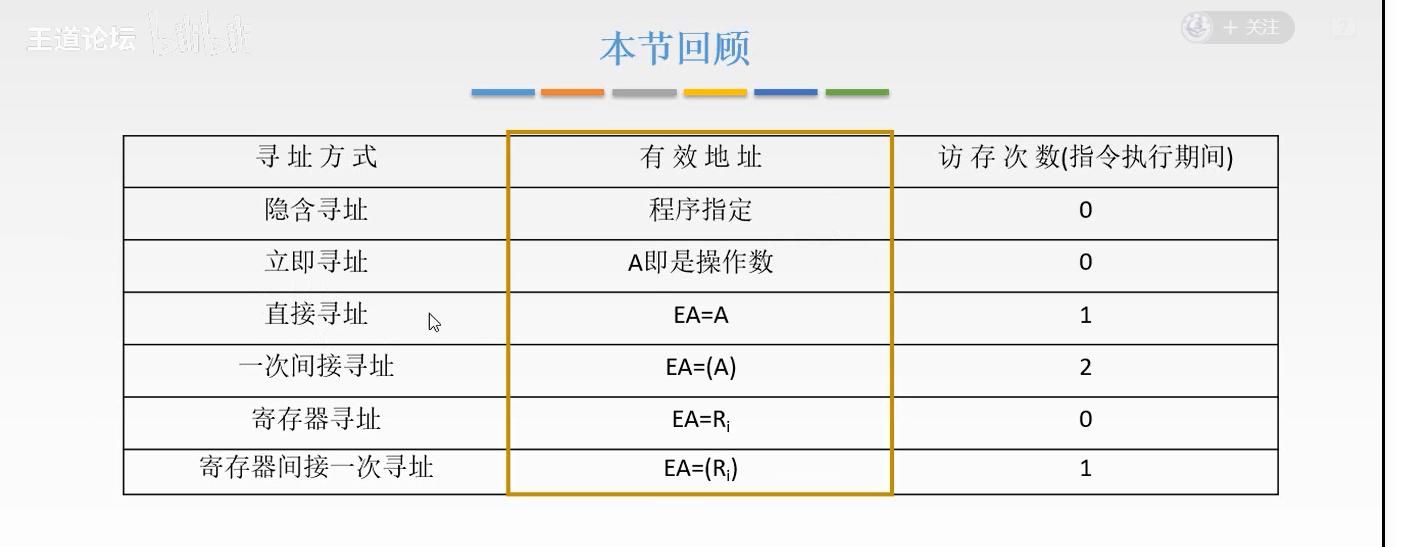 王道论坛 bilibili
+ 关注
本节回顾
寻址方式 有效地址 访存次数(指令执行期间)
隐含寻址 程序指定 0
立即寻址 A即是操作数 0
直接寻址 EA=A 1
一次间接寻址 EA=(A) 2
寄存器寻址 EA=Ri 0
寄存器间接一次寻址 EA=(Ri) 1